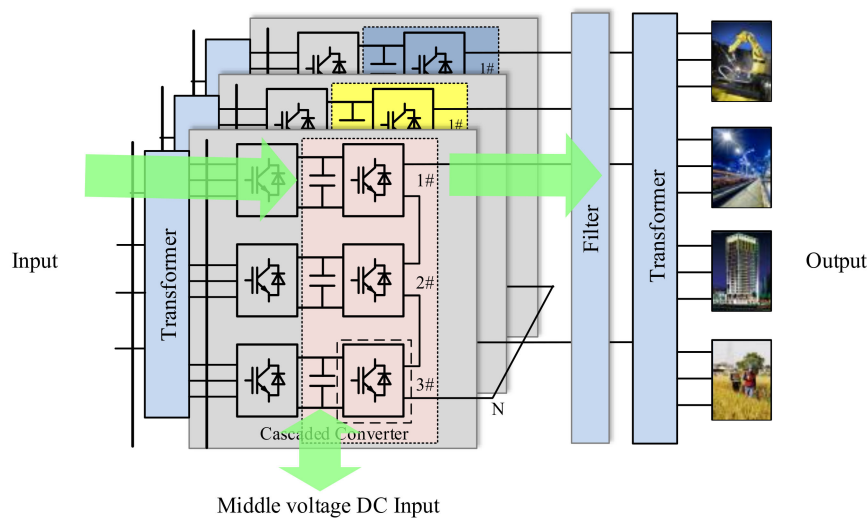 1#
1#
1#
Input
Transformer
2#
3#
N
Cascaded Converter
Filter
Transformer
Output
Middle voltage DC Input